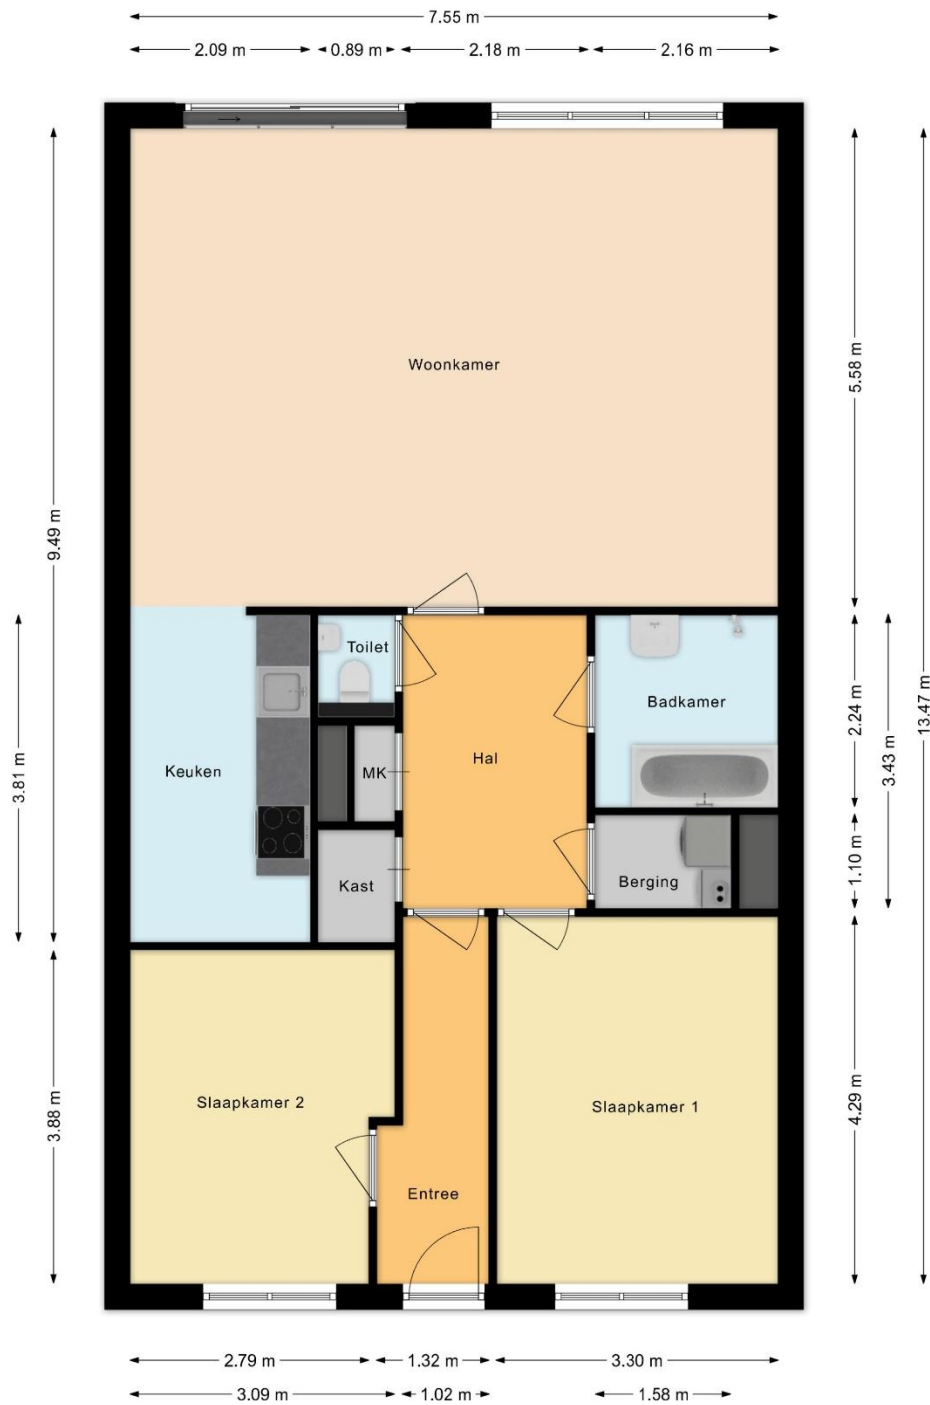 7.55 m
2.09 m
0.89 m
2.18 m
2.16 m
Woonkamer
5.58 m
9.49 m
13.47 m
Toilet
Badkamer
2.24 m
3.43 m
3.81 m
Keuken
MK
Hal
Kast
Berging
1.10 m
Slaapkamer 2
Slaapkamer 1
3.88 m
4.29 m
Entree
2.79 m
1.32 m
3.30 m
3.09 m
1.02 m
1.58 m